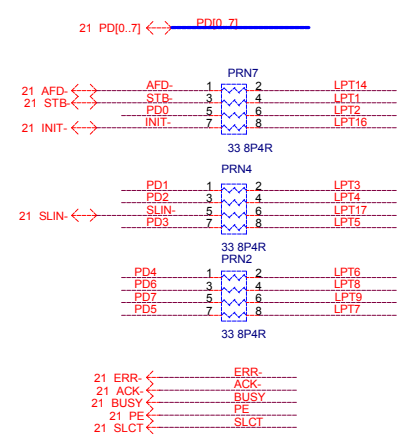 21 PD[0..7] PD[0..7]
PRN7
21 AFD- AFD- 1 2 LPT14
21 STB- STB- 3 4 LPT1
PD0 5 6 LPT2
21 INIT- INIT- 7 8 LPT16
33 8P4R
PRN4
PD1 1 2 LPT3
PD2 3 4 LPT4
21 SLIN- SLIN- 5 6 LPT17
PD3 7 8 LPT5
33 8P4R
PRN2
PD4 1 2 LPT6
PD6 3 4 LPT8
PD7 5 6 LPT9
PD5 7 8 LPT7
33 8P4R
21 ERR- ERR-
21 ACK- ACK-
21 BUSY BUSY
21 PE PE
21 SLCT SLCT